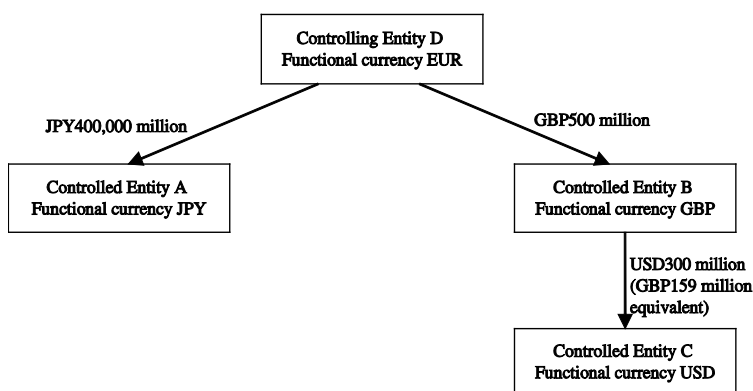 Controlling Entity D
Functional currency EUR
JPY400,000 million
GBP500 million
Controlled Entity A
Functional currency JPY
Controlled Entity B
Functional currency GBP
USD300 million
(GBP159 million
equivalent)
Controlled Entity C
Functional currency USD